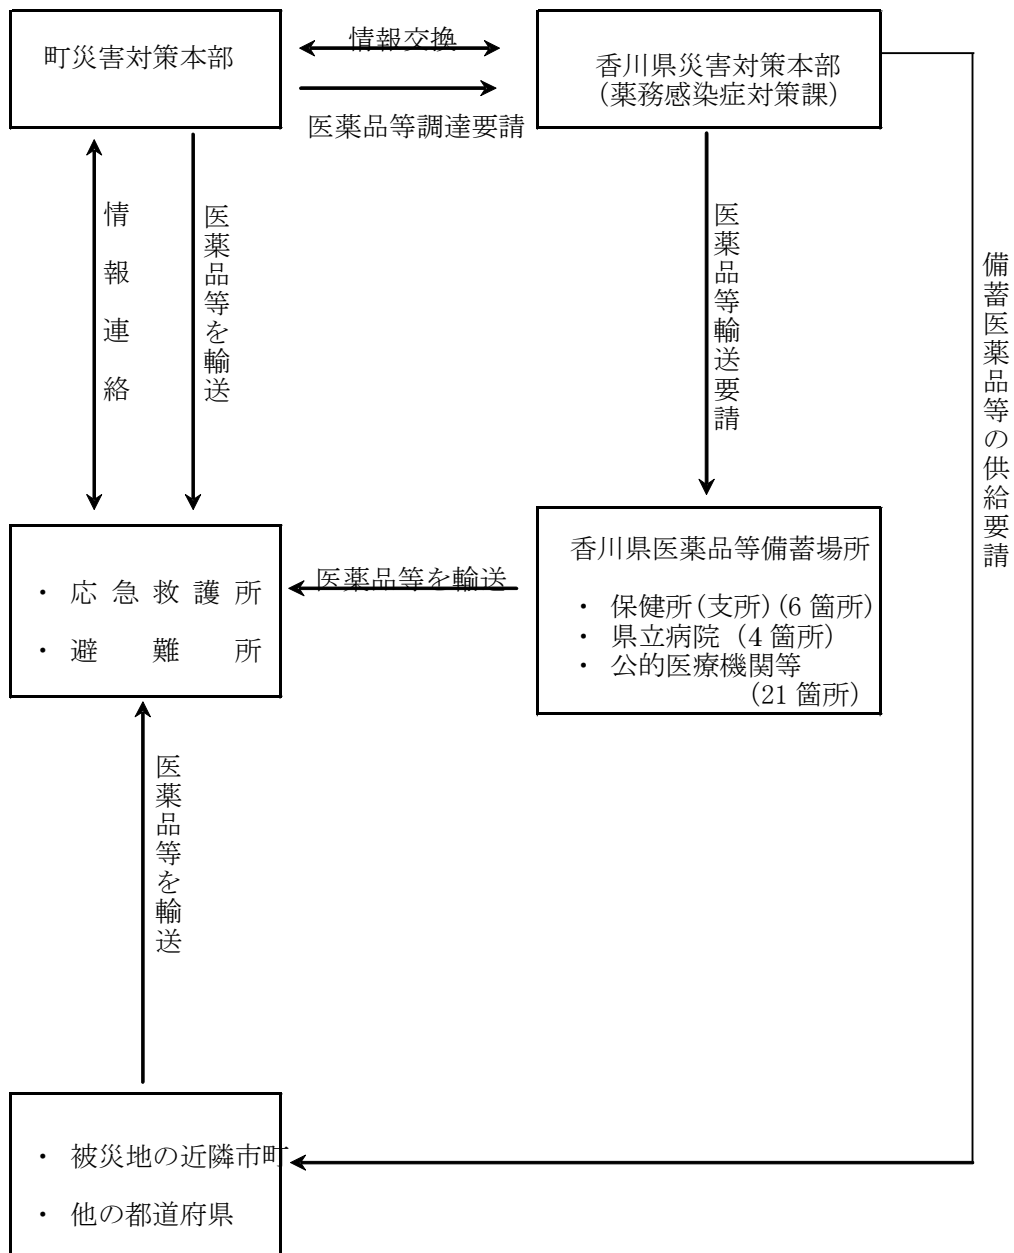 町災害対策本部
情報交換
香川県災害対策本部
(薬務感染症対策課)
医薬品等調達要請
情報連絡
医薬品等を輸送
医薬品等輸送要請
備蓄医薬品等の供給要請
・ 応急救護所
・ 避難所
医薬品等を輸送
香川県医薬品等備蓄場所
・ 保健所(支所)(6箇所)
・ 県立病院 (4箇所)
・ 公的医療機関等
(21箇所)
医薬品等を輸送
・ 被災地の近隣市町
・ 他の都道府県